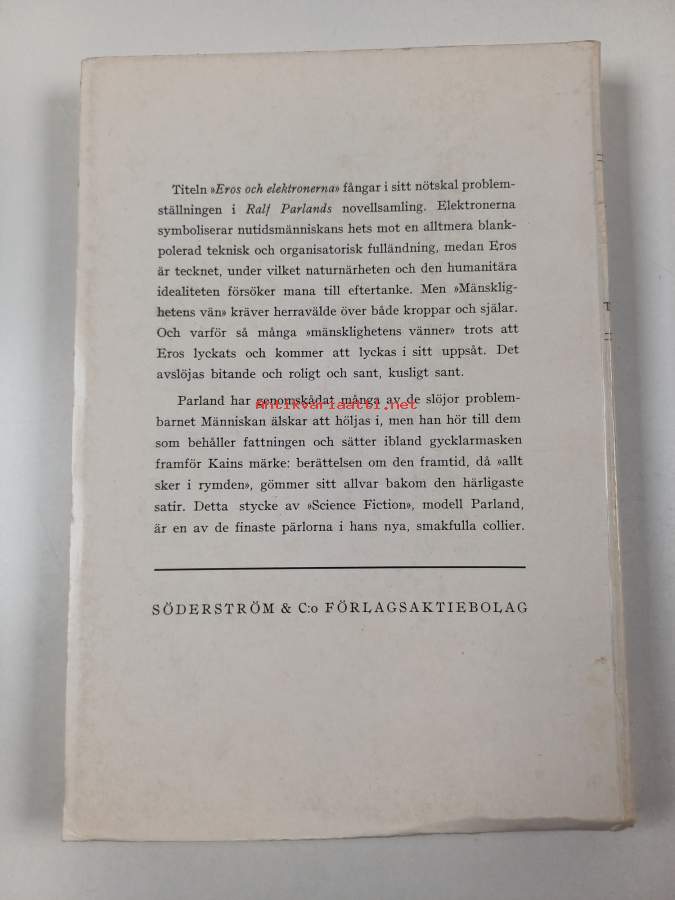 Titeln »Eros och elektronerna» fångar i sitt nötskal problem-
ställningen i Ralf Parlands novellsamling. Elektronerna
symboliserar nutidsmänniskans hets mot en alltmera blank-
polerad teknisk och organisatorisk fulländning, medan Eros
är tecknet, under vilket naturnärheten och den humanitära
idealiteten försöker mana till eftertanke. Men »Mänsklig-
hetens vän» kräver herravälde över både kroppar och själar.
Och varför så många »mänsklighetens vänner» trots att
Eros lyckats och kommer att lyckas i sitt uppsåt. Det
avslöjas bitande och roligt och sant, kusligt sant.
Parland har genomskådat många av de slöjor problem-
antikvariaatti.net
barnet Människan älskar att höljas i, men han hör till dem
som behåller fattningen och sätter ibland gycklarmasken
framför Kains märke: berättelsen om den framtid, då »allt
sker i rymden», gömmer sitt allvar bakom den härligaste
satir. Detta stycke av »Science Fiction», modell Parland,
är en av de finaste pärlorna i hans nya, smakfulla collier.
SÖDERSTRÖM & C:o FÖRLAGSAKTIEBOLAG